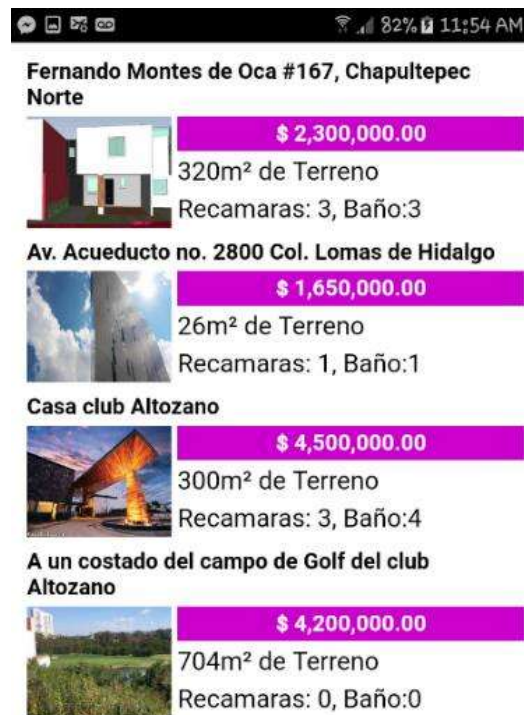 82% 11:54 AM
Fernando Montes de Oca #167, Chapultepec
Norte
$ 2,300,000.00
320m² de Terreno
Recamaras: 3, Baño:3
Av. Acueducto no. 2800 Col. Lomas de Hidalgo
$ 1,650,000.00
26m² de Terreno
Recamaras: 1, Baño:1
Casa club Altozano
$ 4,500,000.00
300m² de Terreno
Recamaras: 3, Baño:4
A un costado del campo de Golf del club
Altozano
$ 4,200,000.00
704m² de Terreno
Recamaras: 0, Baño:0